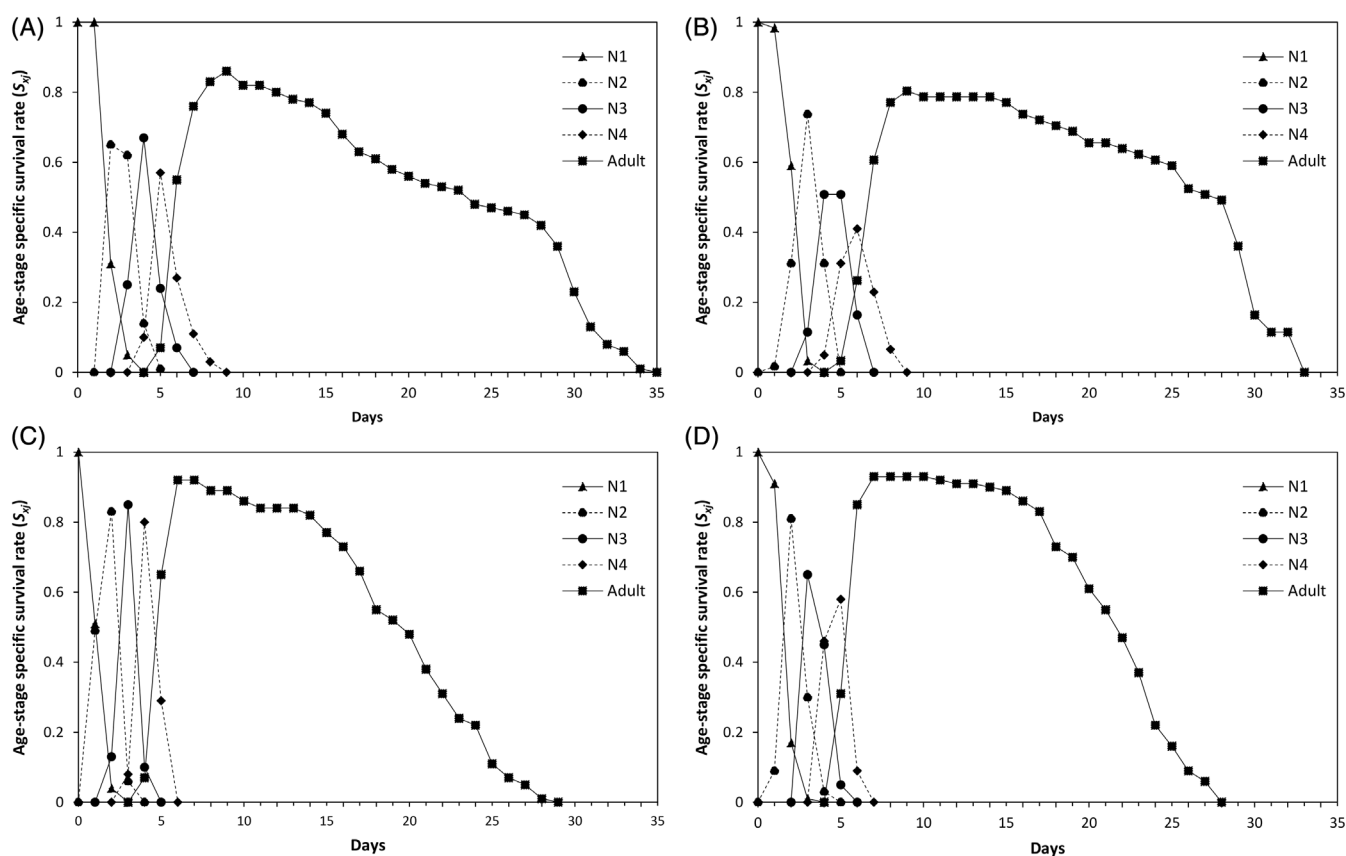 (A)
Age-stage specific survival rate (Sxj)
1
0.8
0.6
0.4
0.2
0
0 5 10 15 20 25 30 35
Days
N1
N2
N3
N4
Adult
(B)
Age-stage specific survival rate (Sxj)
1
0.8
0.6
0.4
0.2
0
0 5 10 15 20 25 30 35
Days
N1
N2
N3
N4
Adult
(C)
Age-stage specific survival rate (Sxj)
1
0.8
0.6
0.4
0.2
0
0 5 10 15 20 25 30 35
Days
N1
N2
N3
N4
Adult
(D)
Age-stage specific survival rate (Sxj)
1
0.8
0.6
0.4
0.2
0
0 5 10 15 20 25 30 35
Days
N1
N2
N3
N4
Adult